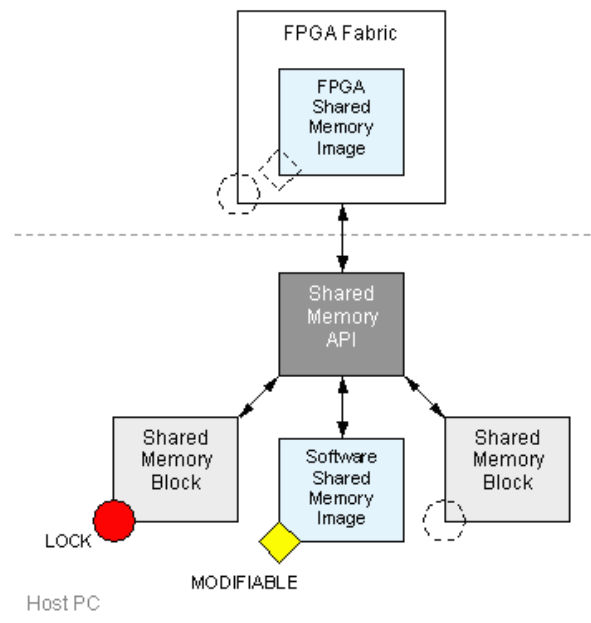 FPGA Fabric
FPGA
Shared
Memory
Image
Shared
Memory
API
Shared
Memory
Block
Software
Shared
Memory
Image
Shared
Memory
Block
LOCK
MODIFIABLE
Host PC